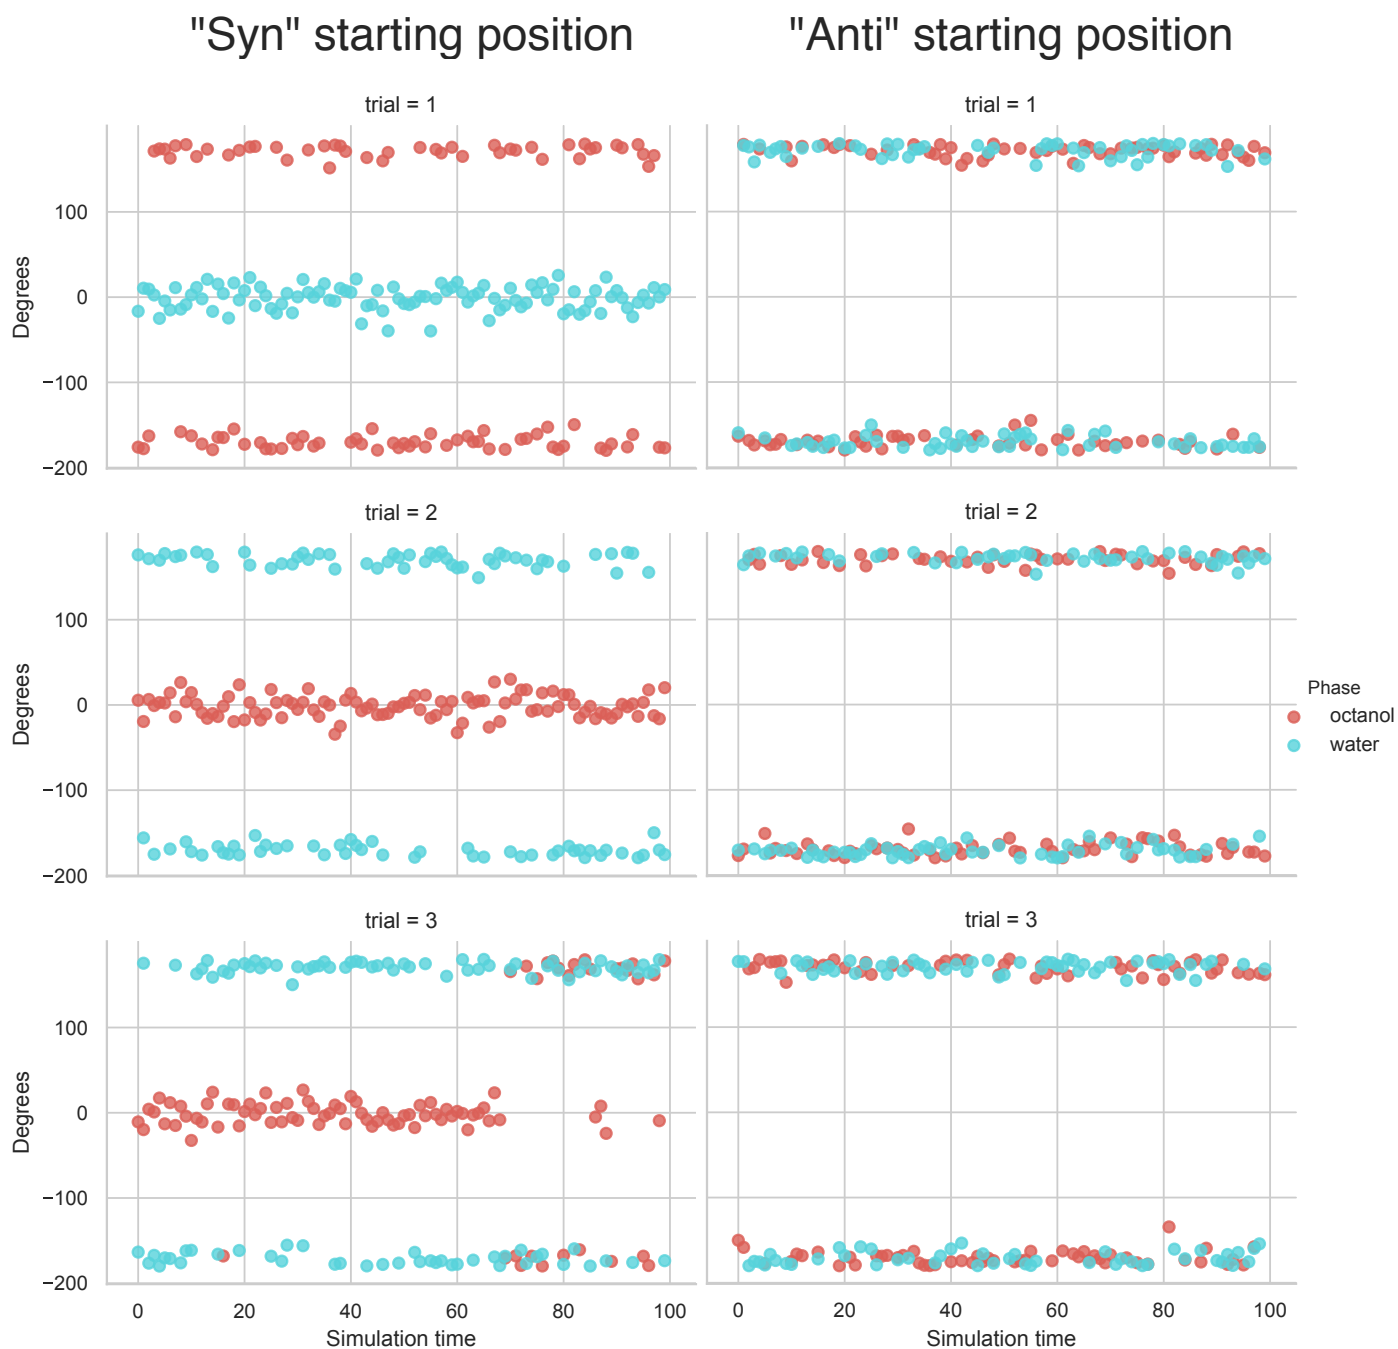 "Syn" starting position
"Anti" starting position
trial = 1
trial = 1
100
0
−100
−200
Degrees
trial = 2
trial = 2
100
0
−100
−200
Degrees
Phase
octanol
water
trial = 3
trial = 3
100
0
−100
−200
Degrees
0 20 40 60 80 100
0 20 40 60 80 100
Simulation time
Simulation time